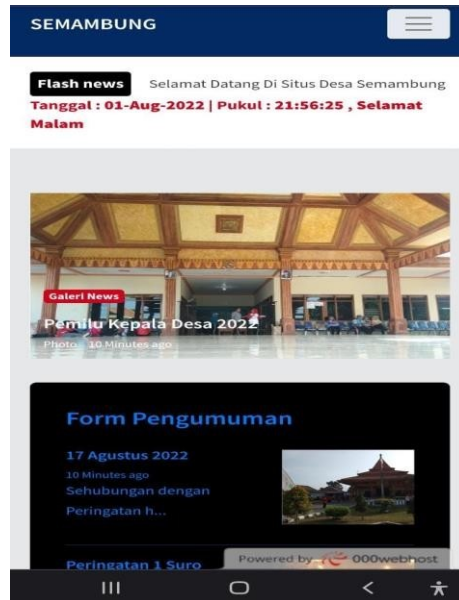 SEMAMBUNG
Flash news Selamat Datang Di Situs Desa Semambung
Tanggal : 01-Aug-2022 | Pukul : 21:56:25 , Selamat
Malam
Galeri News
Pemilu Kepala Desa 2022
Photo 10 Minutes ago
Form Pengumuman
17 Agustus 2022
10 Minutes ago
Sehubungan dengan
Peringatan h...
Peringatan 1 Suro
Powered by 000webhost